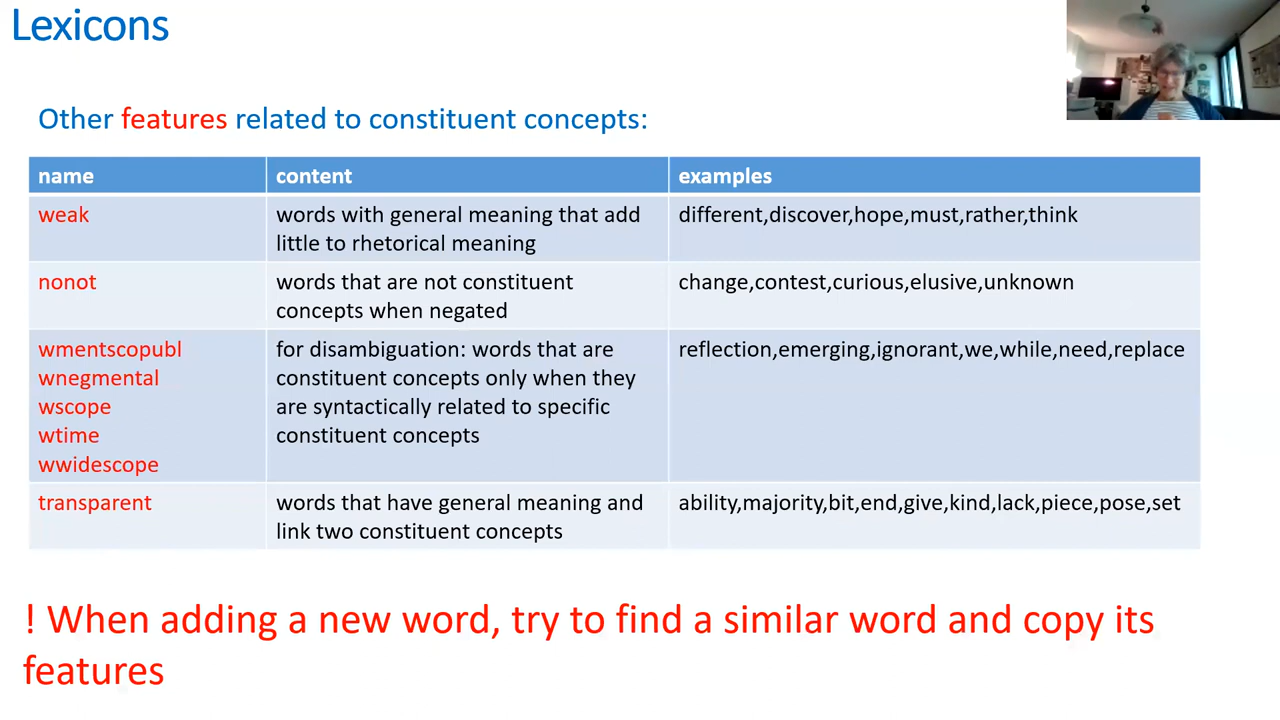 Lexicons
Other features related to constituent concepts:
name content examples
weak words with general meaning that add different,discover,hope,must,rather,think
little to rhetorical meaning
nonot words that are not constituent change,contest,curious,elusive,unknown
concepts when negated
wmentscopubl for disambiguation: words that are reflection,emerging,ignorant,we,while,need,replace
wnegmental constituent concepts only when they
wscope are syntactically related to specific
wtime constituent concepts
wwidescope
transparent words that have general meaning and ability,majority,bit,end,give,kind,lack,piece,pose,set
link two constituent concepts
! When adding a new word, try to find a similar word and copy its
features